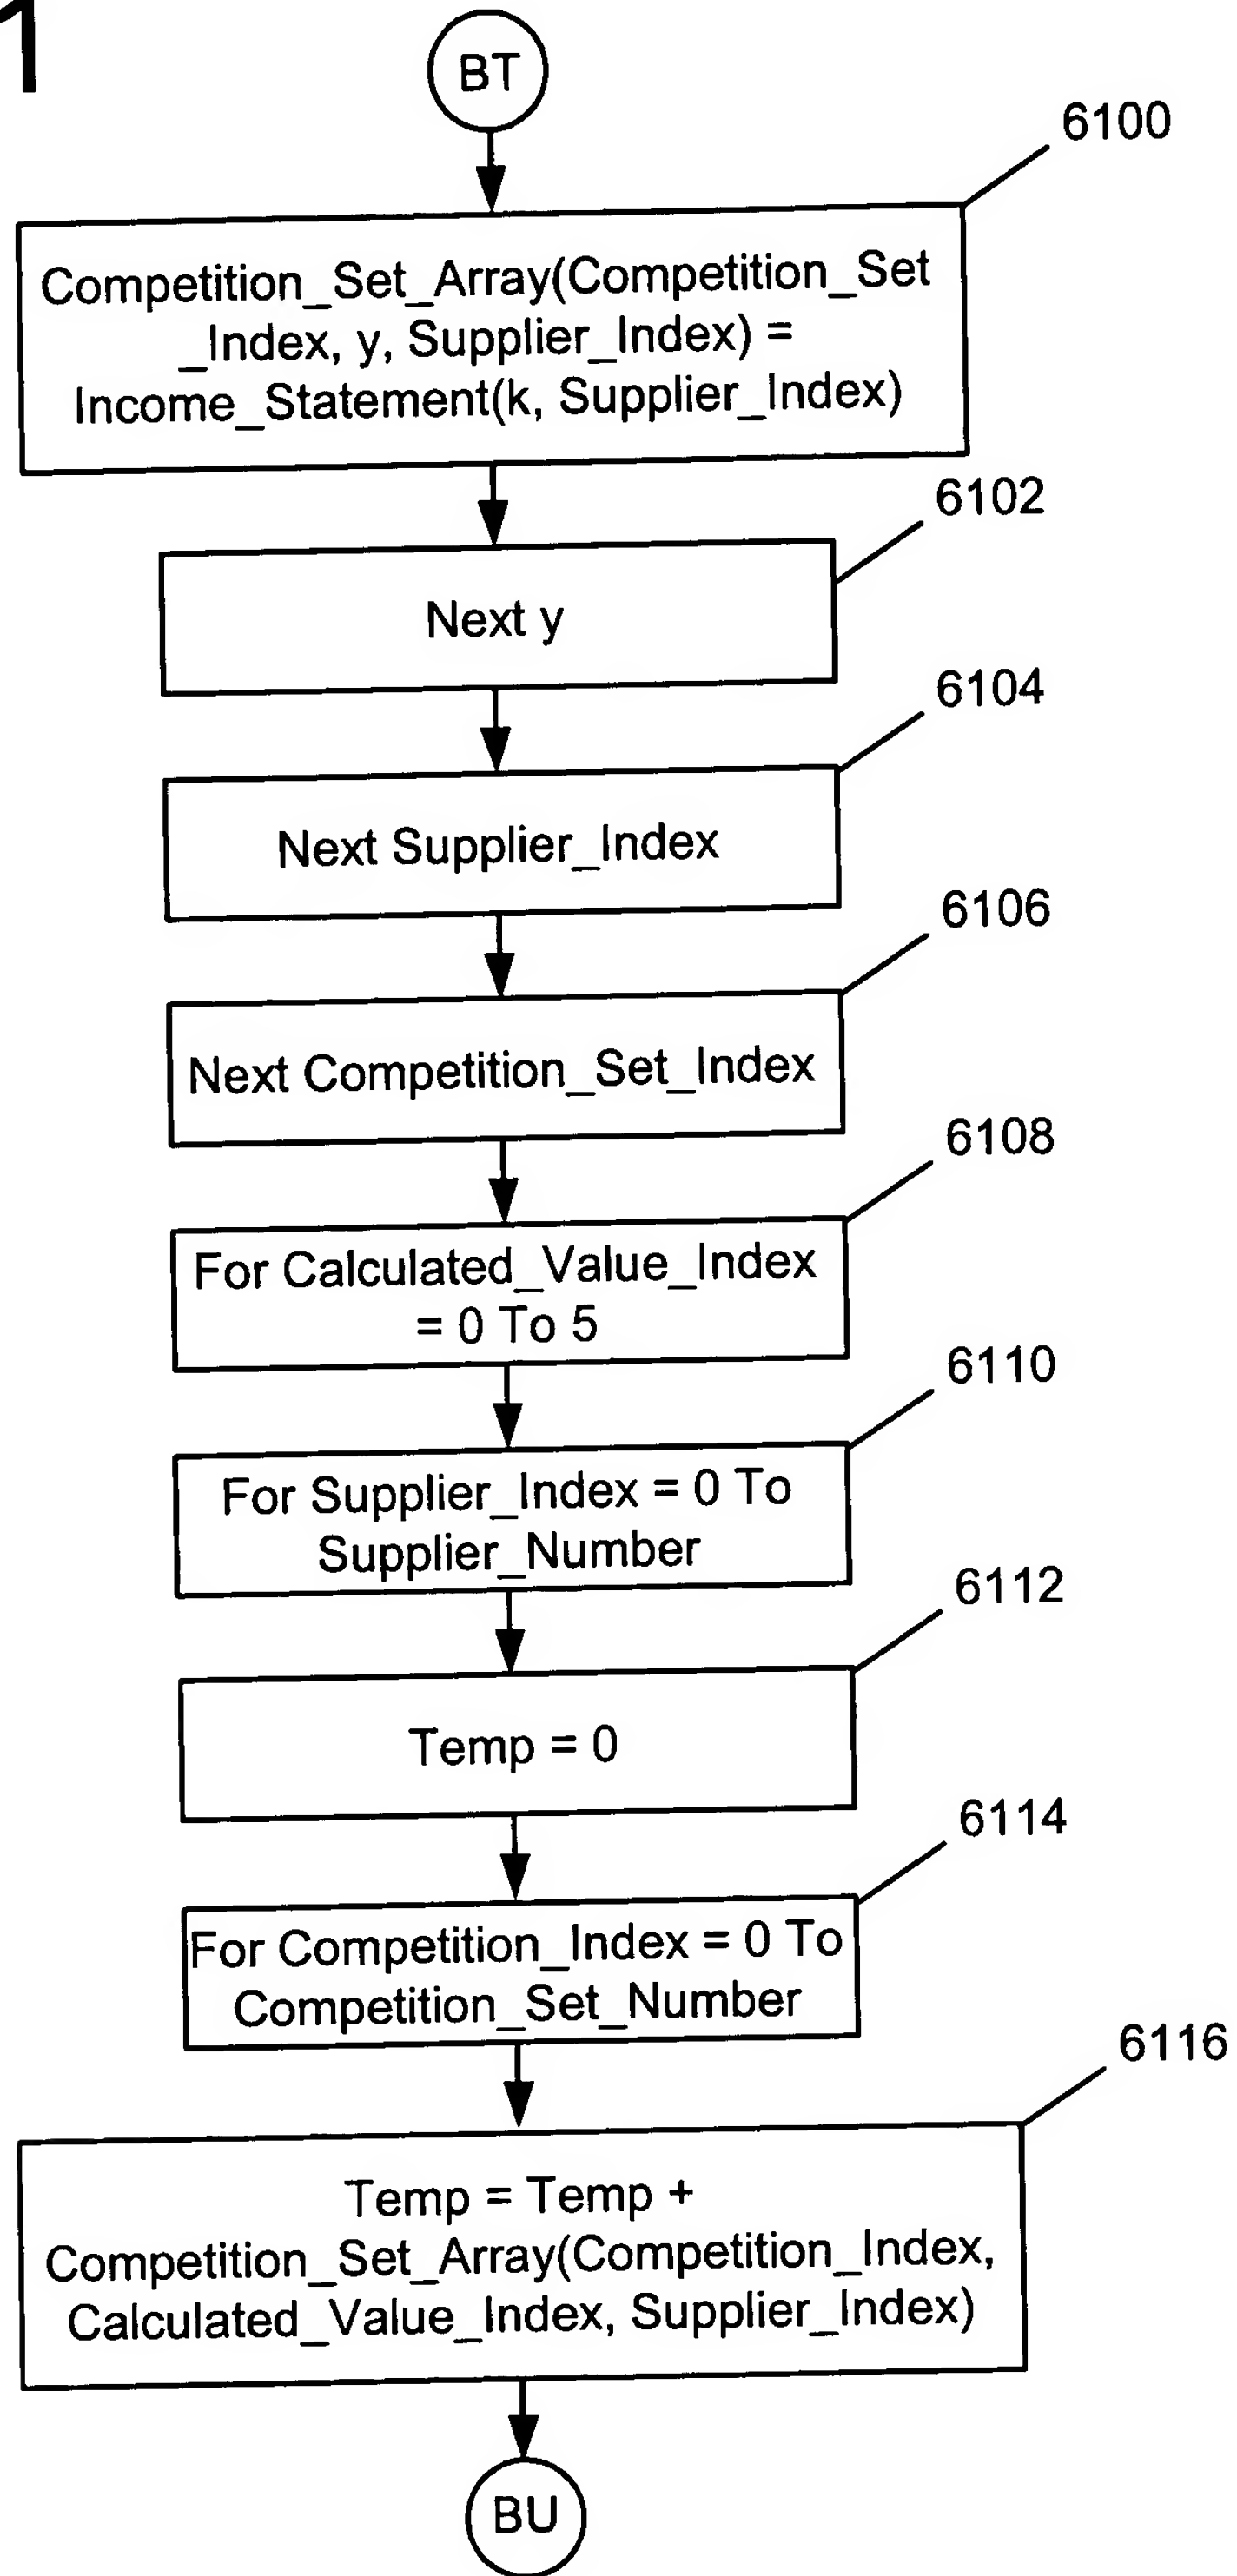 1
BT
6100
Competition_Set_Array(Competition_Set
_Index, y, Supplier_Index) =
Income_Statement(k, Supplier_Index)
6102
Next y
6104
Next Supplier_Index
6106
Next Competition_Set_Index
6108
For Calculated_Value_Index
= 0 To 5
6110
For Supplier_Index = 0 To
Supplier_Number
6112
Temp = 0
6114
For Competition_Index = 0 To
Competition_Set_Number
6116
Temp = Temp +
Competition_Set_Array(Competition_Index,
Calculated_Value_Index, Supplier_Index)
BU